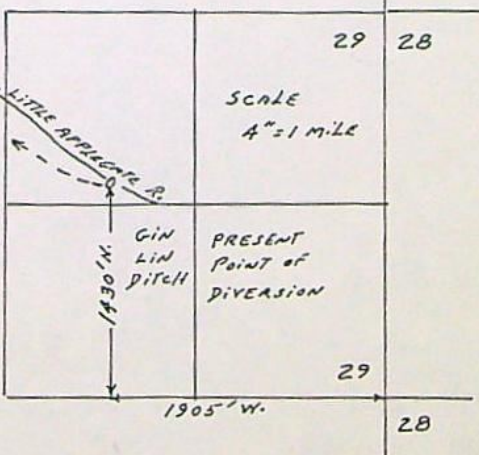 29 28
SCALE
4" = 1 MILE
LITTLE APPLEGATE R.
GIN
LIN
DITCH
PRESENT
POINT OF
DIVERSION
1430' N.
29
1905' W.
28